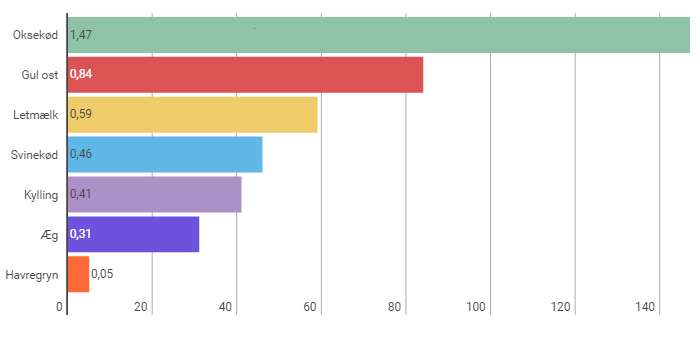 Oksekød 1,47
Gul ost 0,84
Letmælk 0,59
Svinekød 0,46
Kylling 0,41
Æg 0,31
Havregryn 0,05
0 20 40 60 80 100 120 140